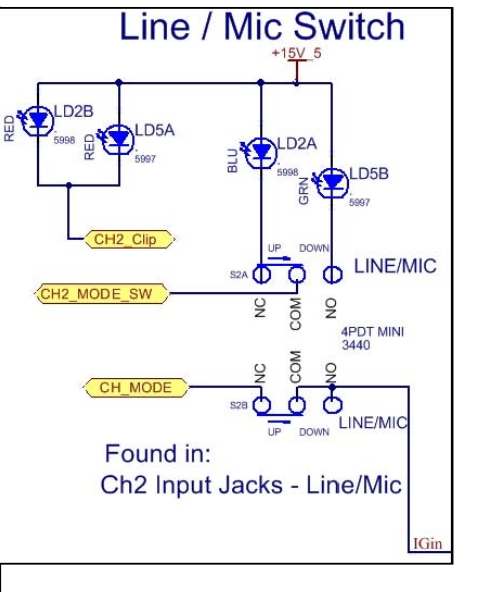 Line / Mic Switch
+15V_5
LD2B
RED
5998
LD5A
RED
5997
LD2A
BLU
5998
LD5B
GRN
5997
CH2_Clip
UP DOWN
S2A
LINE/MIC
CH2_MODE_SW
NC COM NO
4PDT MINI
3440
NC COM NO
CH_MODE
S2B
UP DOWN
LINE/MIC
Found in:
Ch2 Input Jacks - Line/Mic
IGin